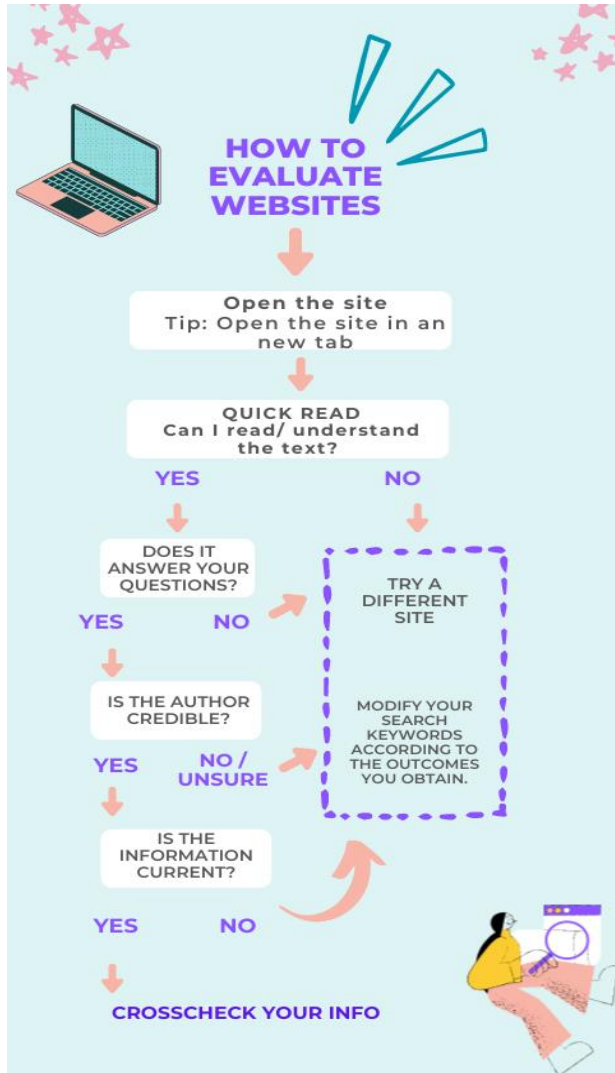 HOW TO
EVALUATE
WEBSITES
Open the site
Tip: Open the site in an
new tab
QUICK READ
Can I read/ understand
the text?
YES
NO
DOES IT
ANSWER YOUR
QUESTIONS?
YES
NO
TRY A
DIFFERENT
SITE
IS THE AUTHOR
CREDIBLE?
YES
NO /
UNSURE
MODIFY YOUR
SEARCH
KEYWORDS
ACCORDING TO
THE OUTCOMES
YOU OBTAIN.
IS THE
INFORMATION
CURRENT?
YES
NO
CROSSCHECK YOUR INFO